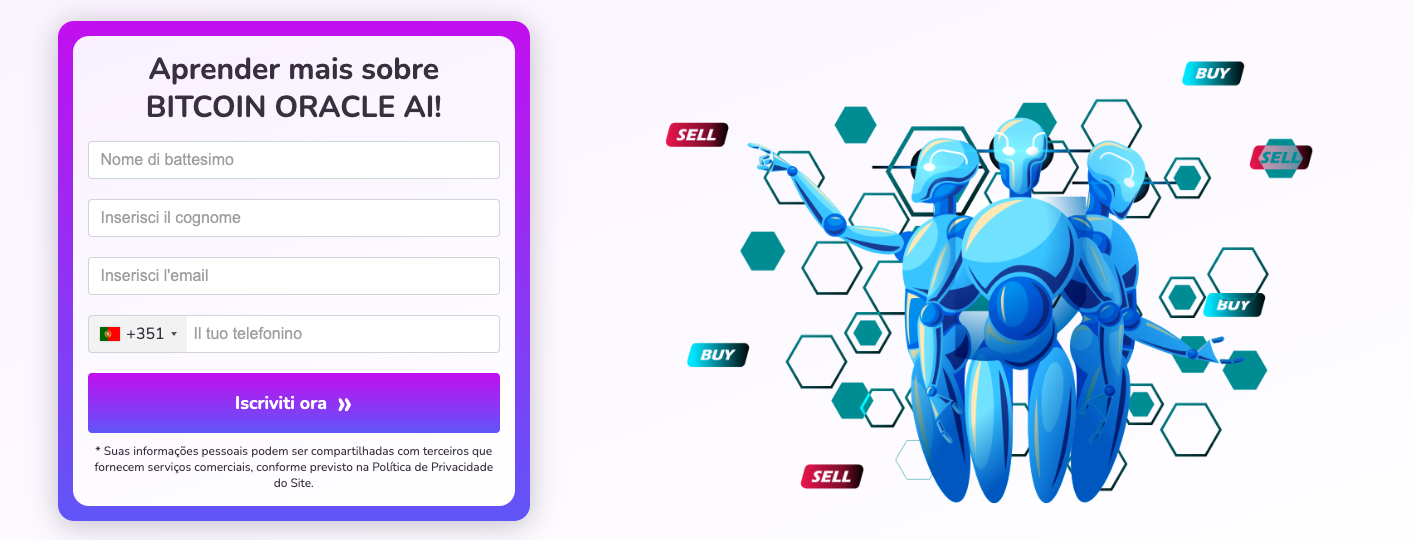 Aprender mais sobre
BITCOIN ORACLE AI!
Nome di battesimo
Inserisci il cognome
Inserisci l'email
+351 Il tuo telefonino
Iscriviti ora »
* Suas informações pessoais podem ser compartilhadas com terceiros que
fornecem serviços comerciais, conforme previsto na Política de Privacidade
do Site.
BUY
SELL
SELL
BUY
BUY
SELL